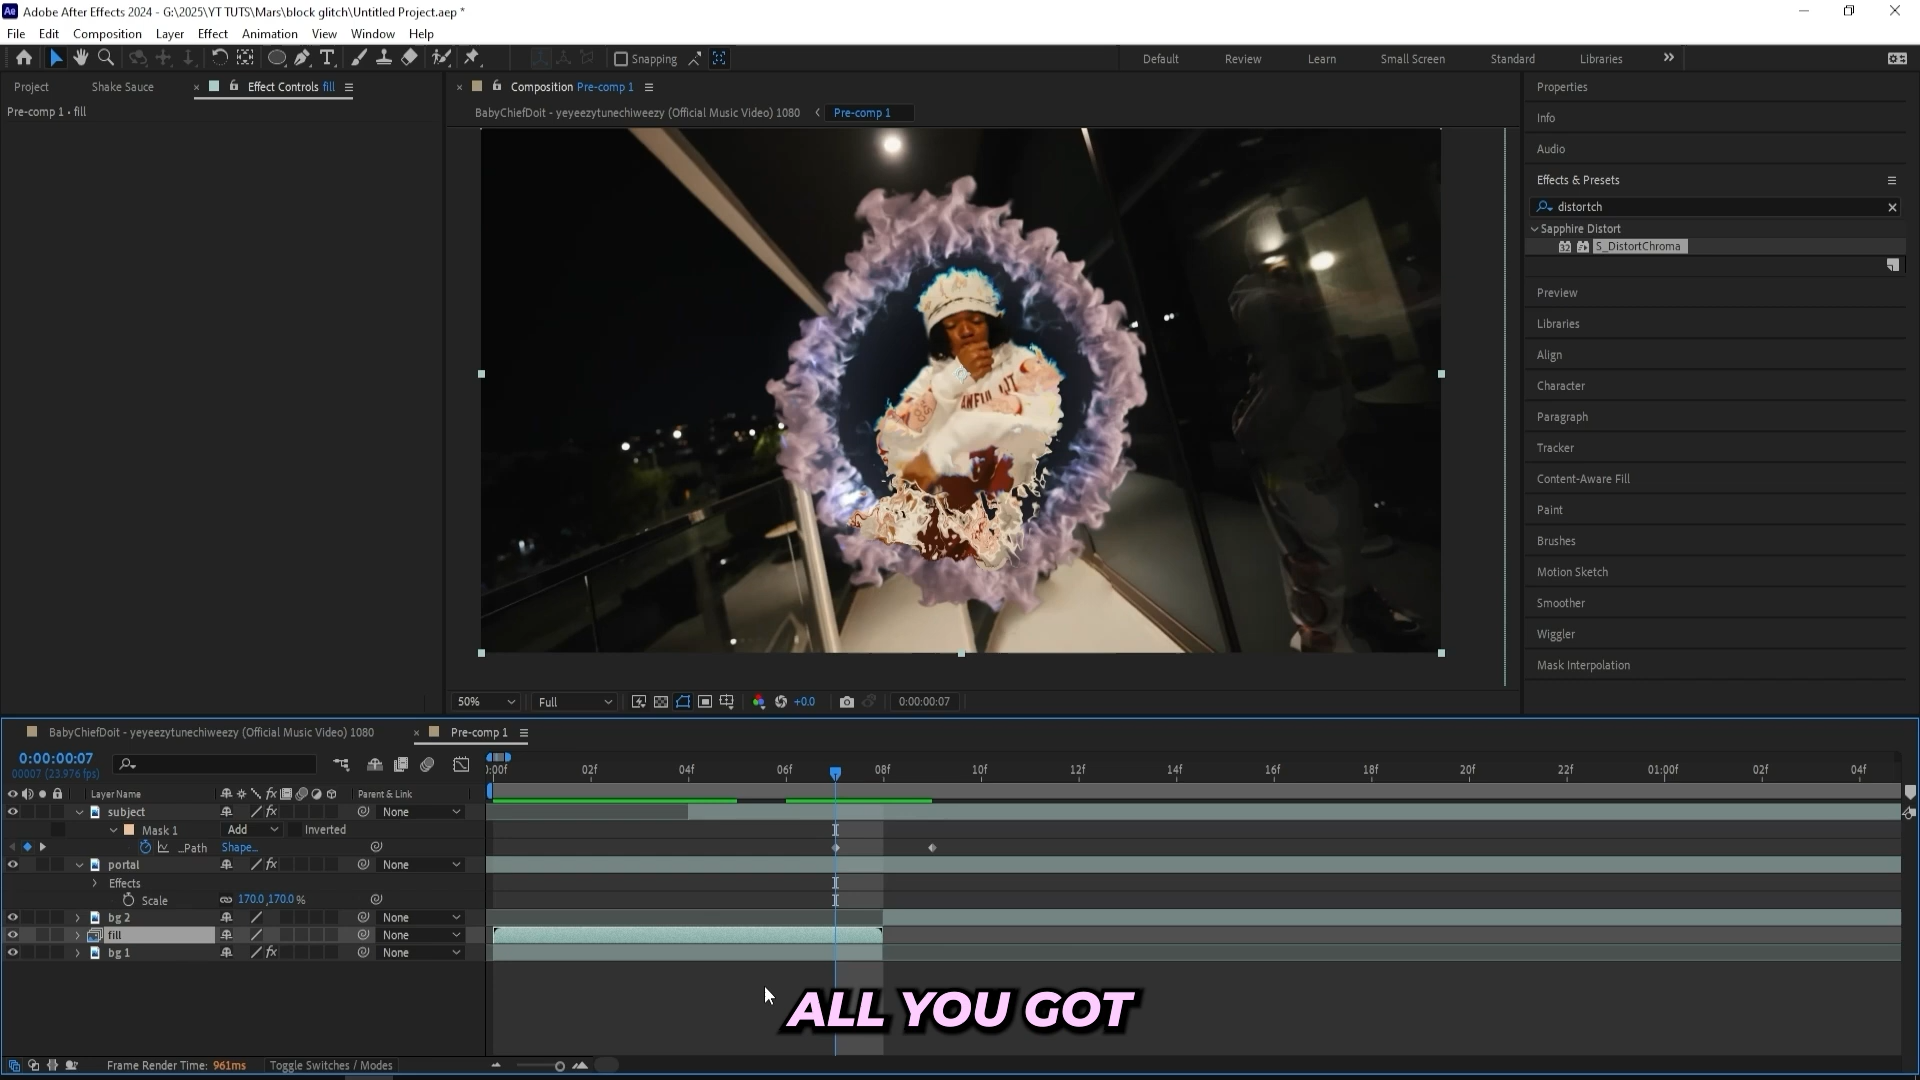 Adobe After Effects 2024 - G:\2025\YT TUTS\Mars\block glitch\Untitled Project.aep *
File Edit Composition Layer Effect Animation View Window Help
Snapping Default Review Learn Small Screen Standard Libraries
Project Shake Sauce Effect Controls fill
Pre-comp 1 • fill
Composition Pre-comp 1
BabyChiefDoit - yeyeezytunechiweezy (Official Music Video) 1080 Pre-comp 1
Properties
Info
Audio
Effects & Presets
distortch
Sapphire Distort
32 S_DistortChroma
Preview
Libraries
Align
Character
Paragraph
Tracker
Content-Aware Fill
Paint
Brushes
Motion Sketch
Smoother
Wiggler
Mask Interpolation
50% Full +0.0 0:00:00:07
BabyChiefDoit - yeyeezytunechiweezy (Official Music Video) 1080 Pre-comp 1
0:00:00:07
00007 (23.976 fps)
):00f 02f 04f 06f 08f 10f 12f 14f 16f 18f 20f 22f 01:00f 02f 04f
Layer Name Parent & Link
subject None
Mask 1 Add Inverted
..Path Shape...
portal None
Effects
Scale 170.0,170.0%
bg 2 None
fill None
bg 1 None
ALL YOU GOT
Frame Render Time: 961ms Toggle Switches / Modes